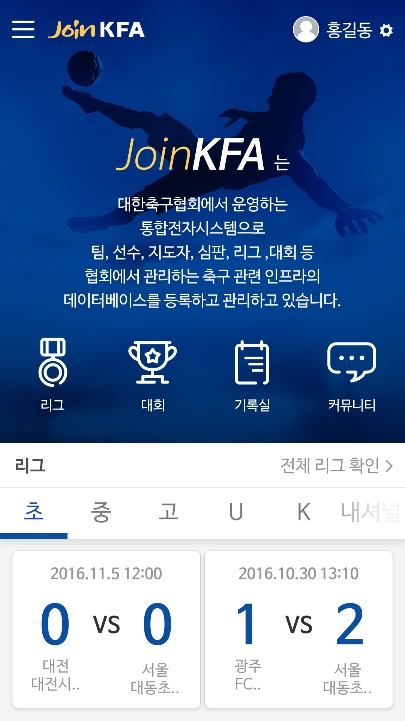 Join KFA
홍길동
JoinKFA 는
대한축구협회에서 운영하는
통합전자시스템으로
팀, 선수, 지도자, 심판, 리그 ,대회 등
협회에서 관리하는 축구 관련 인프라의
데이터베이스를 등록하고 관리하고 있습니다.
리그 대회 기록실 커뮤니티
리그 전체 리그 확인 >
초 중 고 U K 내셔널
2016.11.5 12:00
0 VS 0
대전 서울
대전시.. 대동초..
2016.10.30 13:10
1 VS 2
광주 서울
FC.. 대동초..